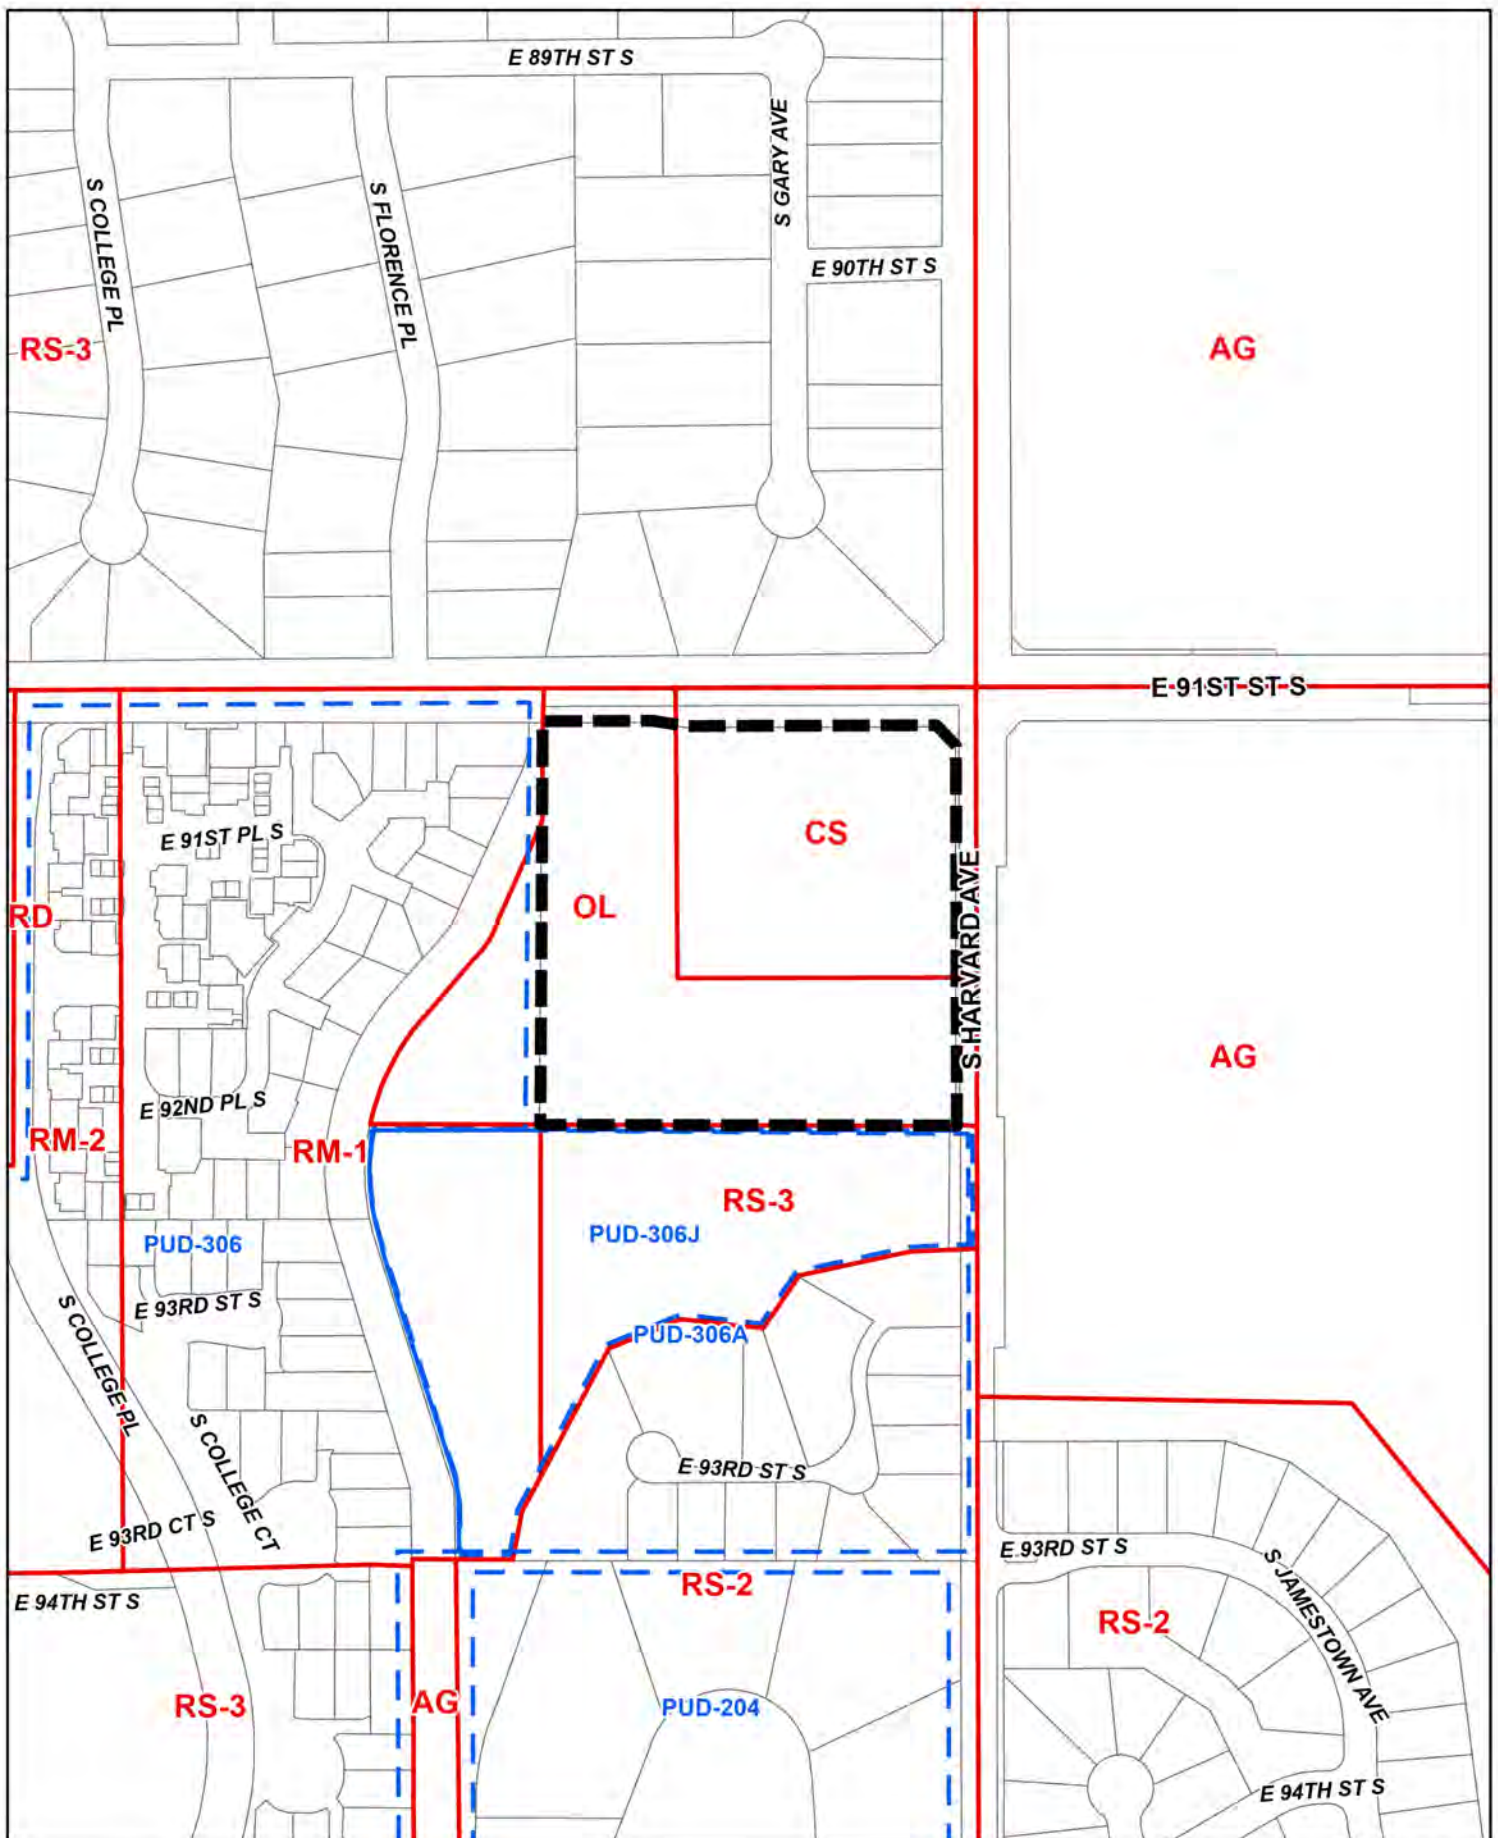 E 89TH ST S
S GARY AVE
S COLLEGE PL
S FLORENCE PL
E 90TH ST S
RS-3
AG
E 91ST ST S
E 91ST PL S
CS
OL
RD
S HARVARD AVE
AG
E 92ND PL S
RM-2
RM-1
RS-3
PUD-306J
PUD-306
E 93RD ST S
PUD-306A
S COLLEGE PL
S COLLEGE CT
E 93RD ST S
E 93RD CT S
E 93RD ST S
S JAMESTOWN AVE
RS-2
E 94TH ST S
RS-2
RS-3
AG
PUD-204
E 94TH ST S